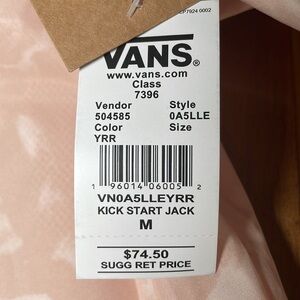 VANS®
www.vans.com
Class
7396
Vendor Style
504585 0A5LLE
Color Size
YRR
1 96014 06005 2
VN0A5LLEYRR
KICK START JACK
M
$74.50
SUGG RET PRICE